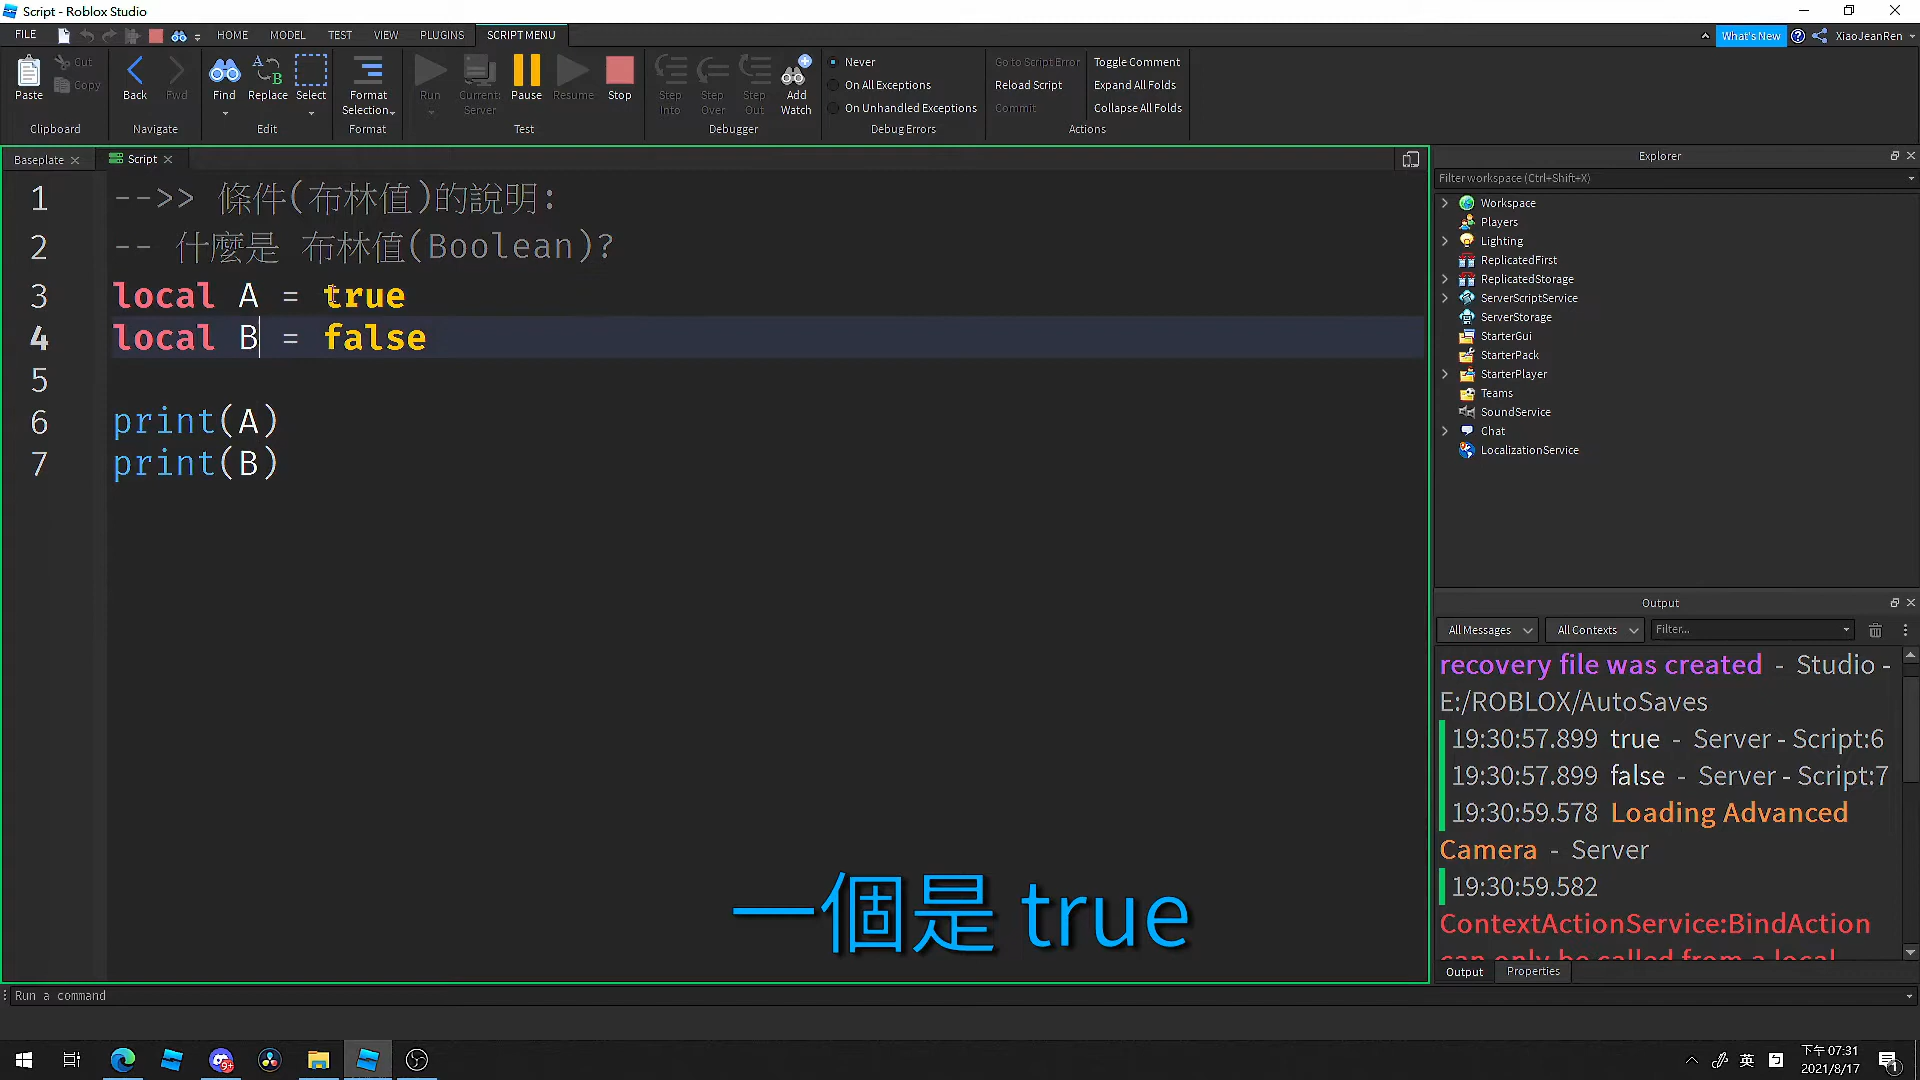 Script - Roblox Studio
FILE HOME MODEL TEST VIEW PLUGINS SCRIPT MENU What's New XiaoJeanRen
Paste Cut Copy Clipboard
Back Fwd Navigate
Find Replace Select Edit
Format Selection Format
Run Current: Server Pause Resume Stop Test
Step Into Step Over Step Out Add Watch Debugger
Never
On All Exceptions
On Unhandled Exceptions
Debug Errors
Go to Script Error Toggle Comment
Reload Script Expand All Folds
Commit Collapse All Folds
Actions
Baseplate Script
1 -->> 條件(布林值)的說明:
2 -- 什麼是 布林值(Boolean)?
3 local A = true
4 local B = false
5
6 print(A)
7 print(B)
一個是 true
Explorer
Filter workspace (Ctrl+Shift+X)
Workspace
Players
Lighting
ReplicatedFirst
ReplicatedStorage
ServerScriptService
ServerStorage
StarterGui
StarterPack
StarterPlayer
Teams
SoundService
Chat
LocalizationService
Output
All Messages All Contexts Filter...
recovery file was created - Studio -
E:/ROBLOX/AutoSaves
19:30:57.899 true - Server - Script:6
19:30:57.899 false - Server - Script:7
19:30:59.578 Loading Advanced
Camera - Server
19:30:59.582
ContextActionService:BindAction
can only be called from a local
Output Properties
Run a command
9+
英
下午 07:31
2021/8/17
1